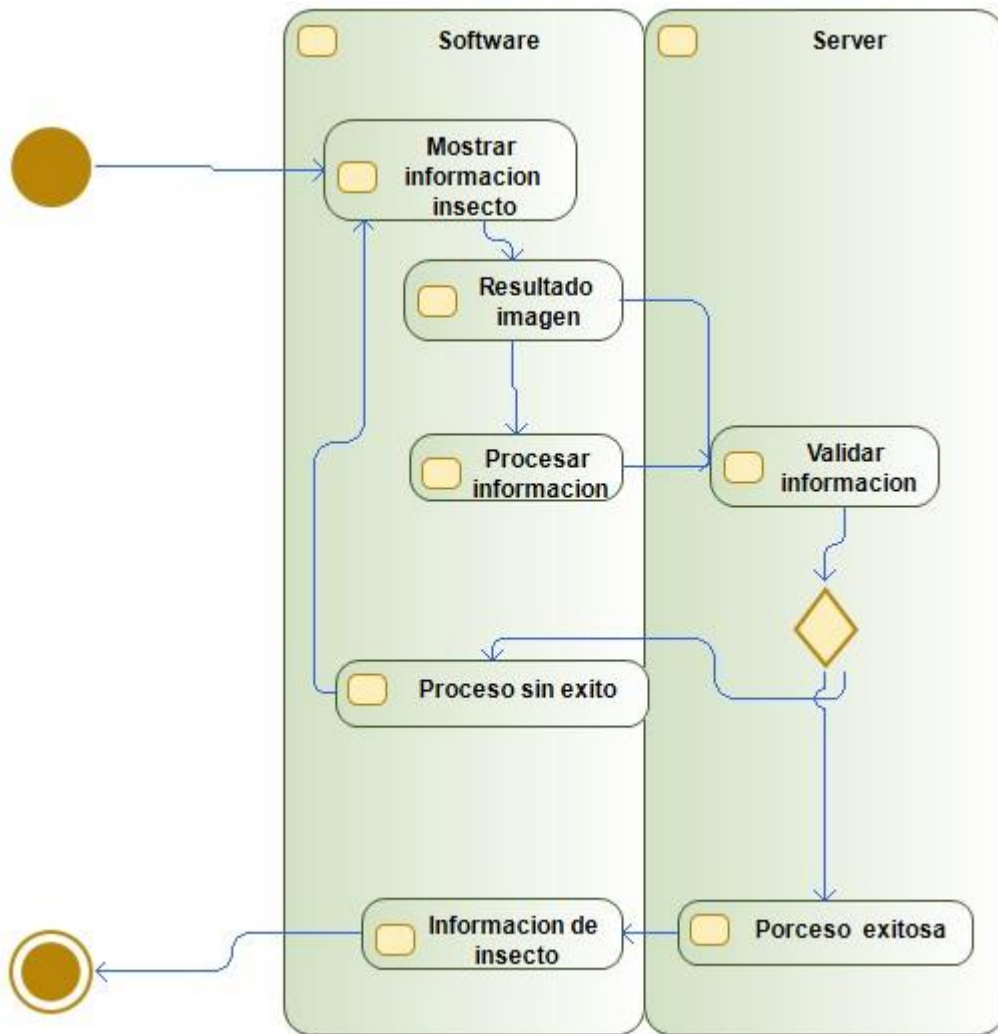 Software
Server
Mostrar
informacion
insecto
Resultado
imagen
Procesar
informacion
Validar
informacion
Proceso sin exito
Informacion de
insecto
Porceso exitosa